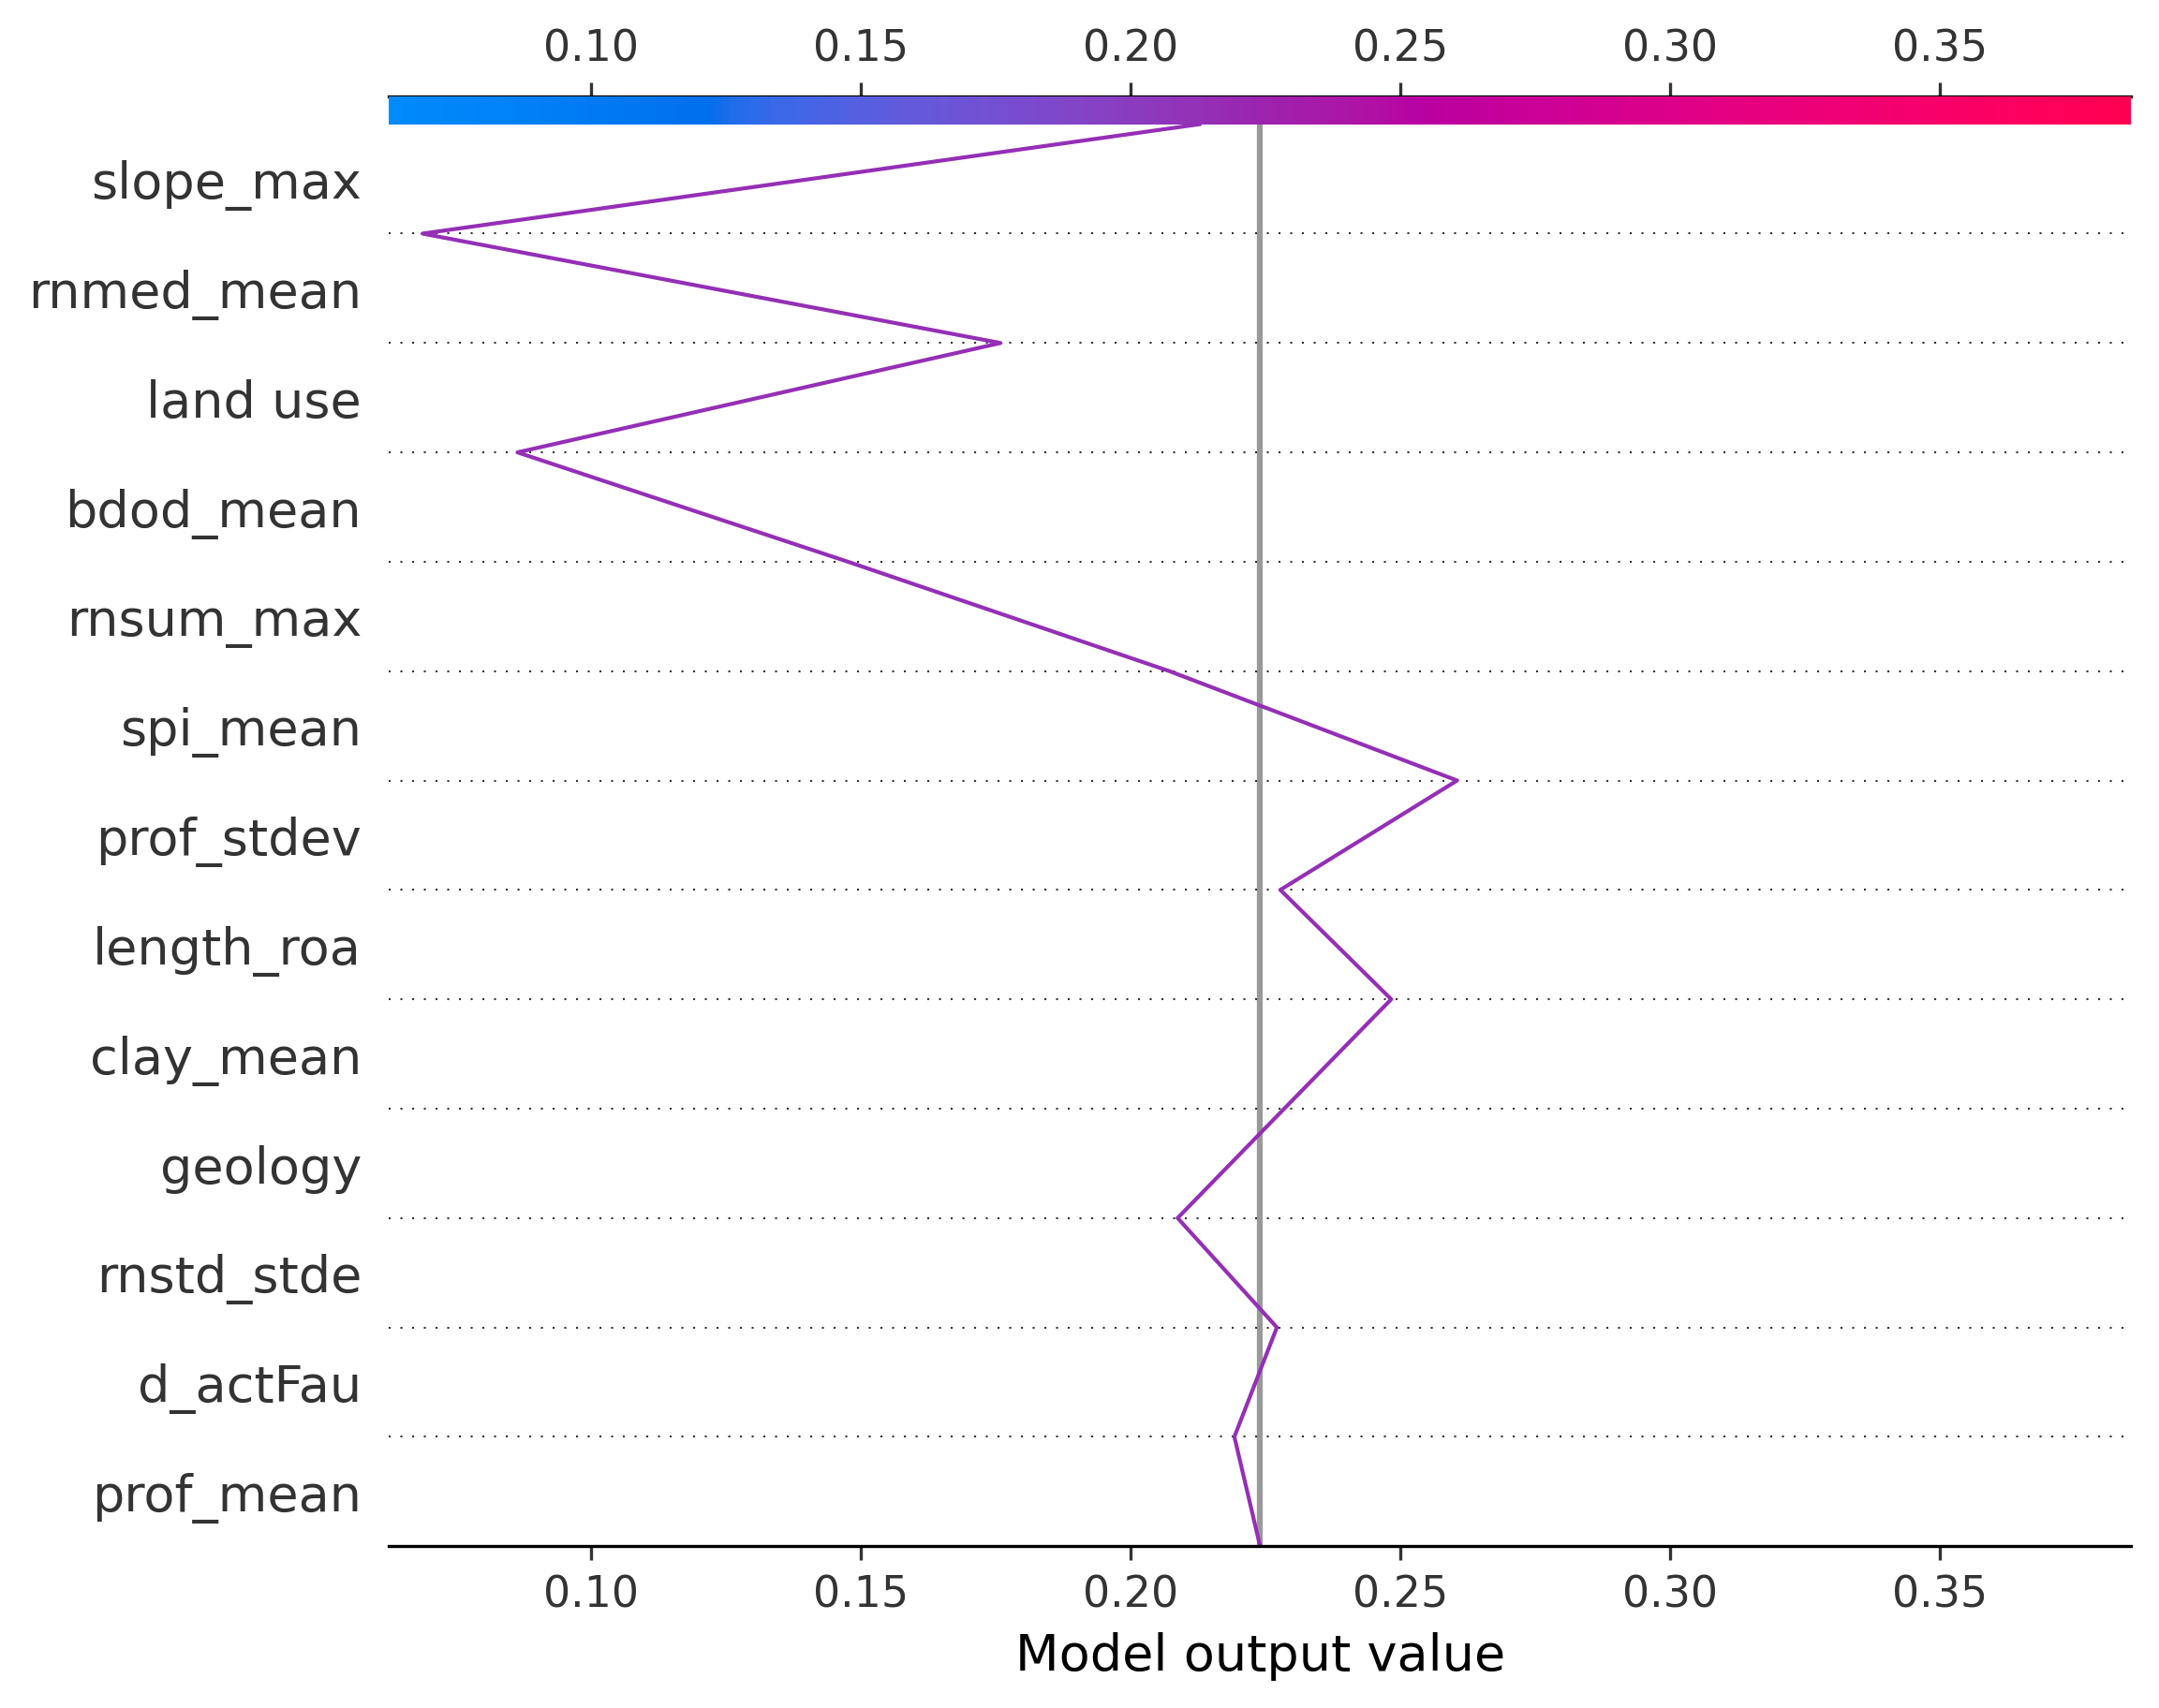 0.10 0.15 0.20 0.25 0.30 0.35
slope_max
rnmed_mean
land use
bdod_mean
rnsum_max
spi_mean
prof_stdev
length_roa
clay_mean
geology
rnstd_stde
d_actFau
prof_mean
0.10 0.15 0.20 0.25 0.30 0.35
Model output value